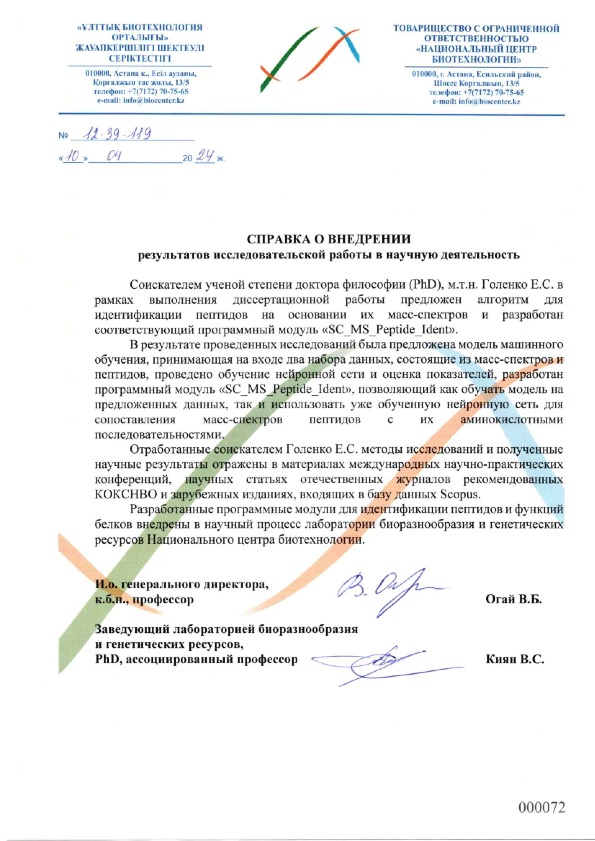 «ҰЛТТЫҚ БИОТЕХНОЛОГИЯ
ОРТАЛЫҒЫ»
ЖАУАПКЕРШІЛІГІ ШЕКТЕУЛІ
СЕРІКТЕСТІГІ
010000, Астана қ., Есіл ауданы,
Қорғалжын тас жолы, 13/5
телефон: +7(7172) 70-75-65
e-mail: info@biocenter.kz
ТОВАРИЩЕСТВО С ОГРАНИЧЕННОЙ
ОТВЕТСТВЕННОСТЬЮ
«НАЦИОНАЛЬНЫЙ ЦЕНТР
БИОТЕХНОЛОГИИ»
010000, г. Астана, Есильский район,
Шоссе Коргалжын, 13/5
телефон: +7(7172) 70-75-65
e-mail: info@biocenter.kz
№ 12-39-119
«10» 04 2024 ж.
СПРАВКА О ВНЕДРЕНИИ
результатов исследовательской работы в научную деятельность
Соискателем ученой степени доктора философии (PhD), м.т.н. Голенко Е.С. в
рамках выполнения диссертационной работы предложен алгоритм для
идентификации пептидов на основании их масс-спектров и разработан
соответствующий программный модуль «SC_MS_Peptide_Ident».
В результате проведенных исследований была предложена модель машинного
обучения, принимающая на входе два набора данных, состоящие из масс-спектров и
пептидов, проведено обучение нейронной сети и оценка показателей, разработан
программный модуль «SC_MS_Peptide_Ident», позволяющий как обучать модель на
предложенных данных, так и использовать уже обученную нейронную сеть для
сопоставления масс-спектров пептидов с их аминокислотными
последовательностями.
Отработанные соискателем Голенко Е.С. методы исследований и полученные
научные результаты отражены в материалах международных научно-практических
конференций, научных статьях отечественных журналов рекомендованных
КОКСНВО и зарубежных изданиях, входящих в базу данных Scopus.
Разработанные программные модули для идентификации пептидов и функций
белков внедрены в научный процесс лаборатории биоразнообразия и генетических
ресурсов Национального центра биотехнологии.
И.о. генерального директора,
к.б.н., профессор Огай В.Б.
Заведующий лабораторией биоразнообразия
и генетических ресурсов,
PhD, ассоциированный профессор Киян В.С.
000072